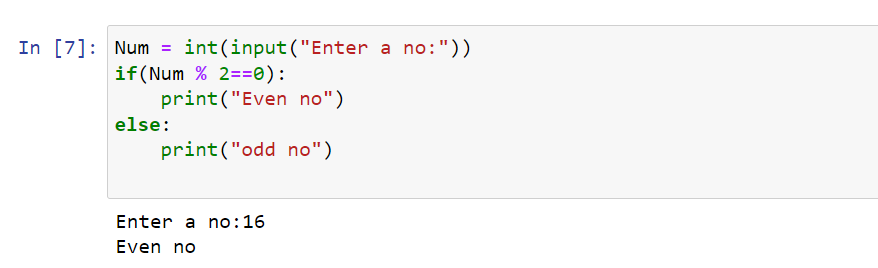 In [7]: Num = int(input("Enter a no:"))
if(Num % 2==0):
    print("Even no")
else:
    print("odd no")
Enter a no:16
Even no